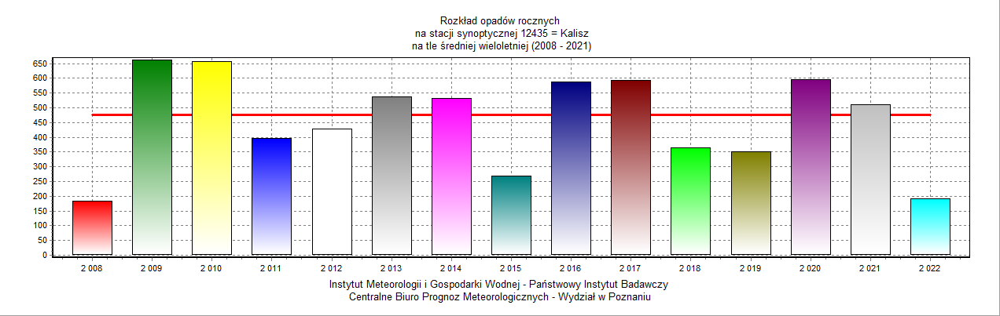 Rozkład opadów rocznych
na stacji synoptycznej 12435 = Kalisz
na tle średniej wieloletniej (2008 - 2021)
650
600
550
500
450
400
350
300
250
200
150
100
50
0
2 008 2 009 2 010 2 011 2 012 2 013 2 014 2 015 2 016 2 017 2 018 2 019 2 020 2 021 2 022
Instytut Meteorologii i Gospodarki Wodnej - Państwowy Instytut Badawczy
Centralne Biuro Prognoz Meteorologicznych - Wydział w Poznaniu